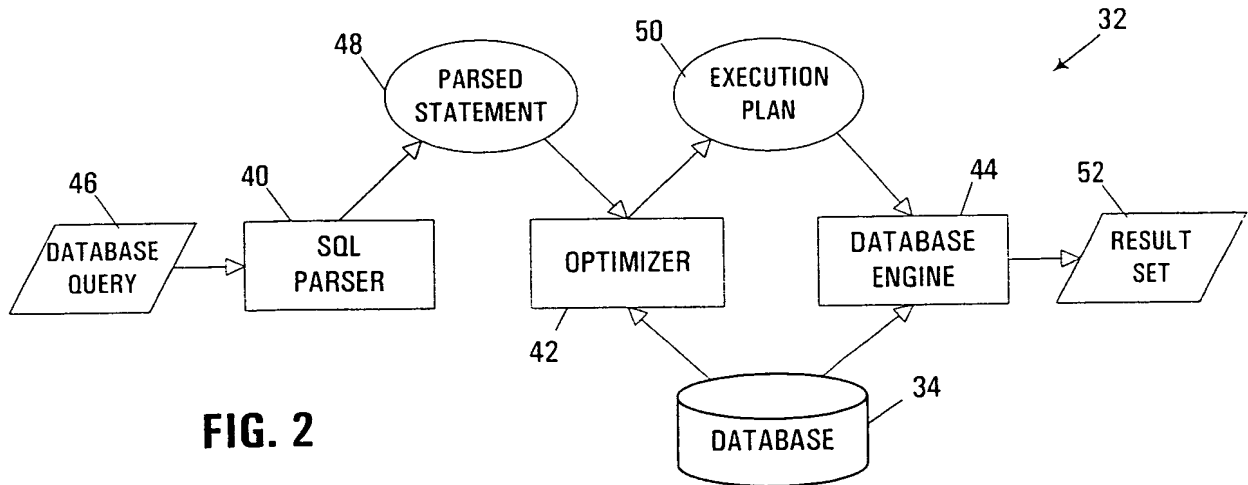 32
50
48
EXECUTION
PLAN
PARSED
STATEMENT
46
40
44
52
DATABASE
QUERY
SQL
PARSER
OPTIMIZER
DATABASE
ENGINE
RESULT
SET
42
34
DATABASE
FIG. 2